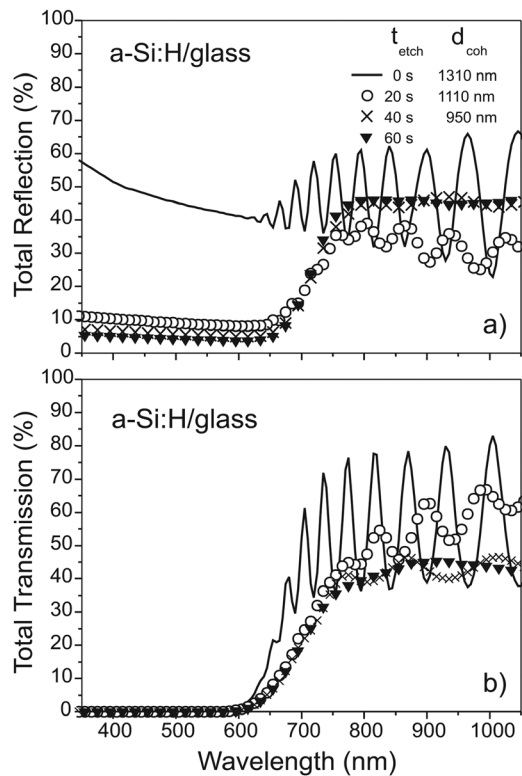 100
90
80
70
60
50
40
30
20
10
0
Total Reflection (%)
a-Si:H/glass
t_etch d_coh
0 s 1310 nm
20 s 1110 nm
40 s 950 nm
60 s
a)
100
90
80
70
60
50
40
30
20
10
0
Total Transmission (%)
a-Si:H/glass
b)
400 500 600 700 800 900 1000
Wavelength (nm)